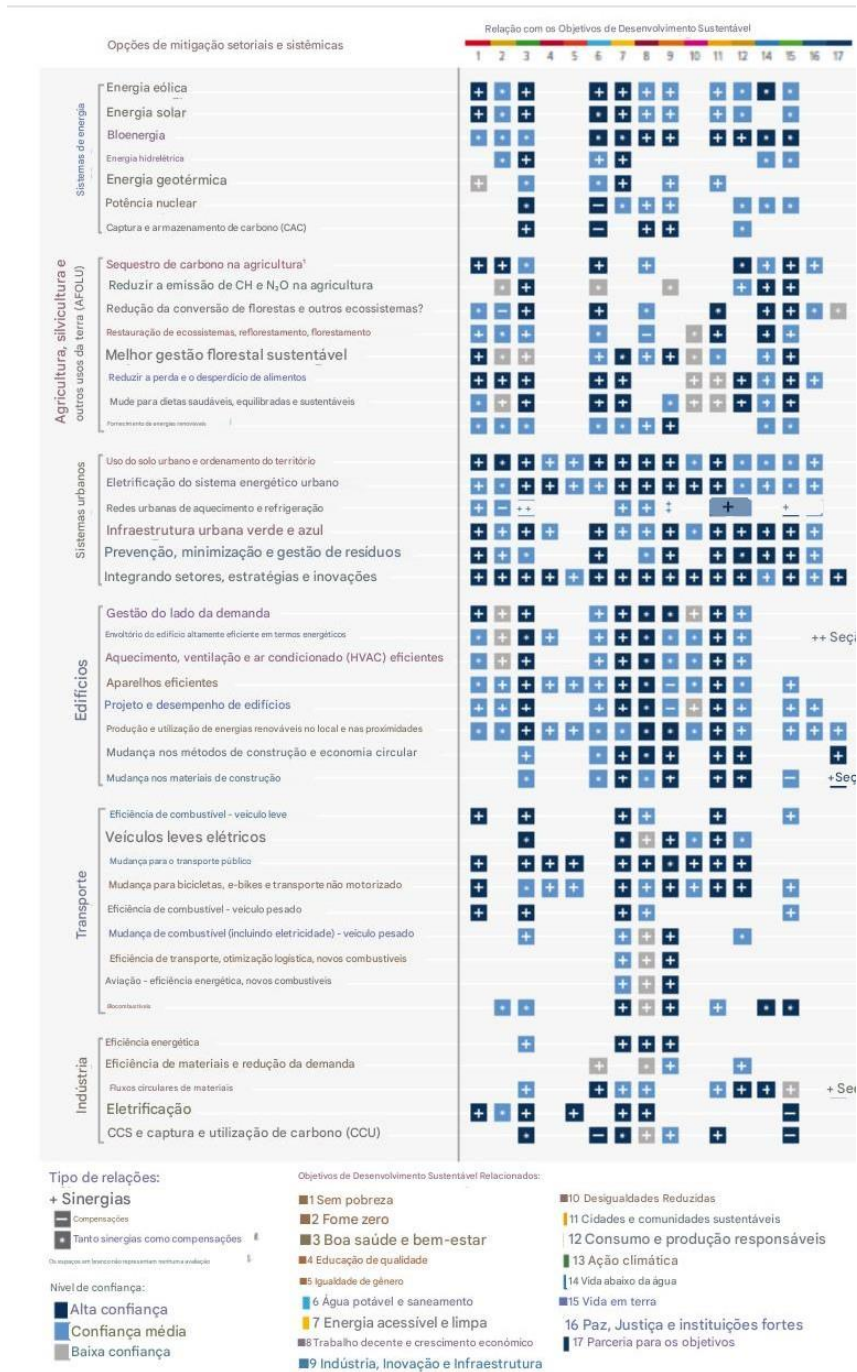 Relação com os Objetivos de Desenvolvimento Sustentável
Opções de mitigação setoriais e sistêmicas
1 2 3 4 5 6 7 8 9 10 11 12 14 15 16 17
Sistemas de energia
Energia eólica
Energia solar
Bioenergia
Energia hidrelétrica
Energia geotérmica
Potência nuclear
Captura e armazenamento de carbono (CAC)
Agricultura, silvicultura e
outros usos da terra (AFOLU)
Sequestro de carbono na agricultura¹
Reduzir a emissão de CH e N₂O na agricultura
Redução da conversão de florestas e outros ecossistemas?
Restauração de ecossistemas, reflorestamento, florestamento
Melhor gestão florestal sustentável
Reduzir a perda e o desperdício de alimentos
Mude para dietas saudáveis, equilibradas e sustentáveis
Fornecimento de energias renováveis
Sistemas urbanos
Uso do solo urbano e ordenamento do território
Eletrificação do sistema energético urbano
Redes urbanas de aquecimento e refrigeração
Infraestrutura urbana verde e azul
Prevenção, minimização e gestão de resíduos
Integrando setores, estratégias e inovações
Edifícios
Gestão do lado da demanda
Envoltório do edifício altamente eficiente em termos energéticos
++ Seçã
Aquecimento, ventilação e ar condicionado (HVAC) eficientes
Aparelhos eficientes
Projeto e desempenho de edifícios
Produção e utilização de energias renováveis no local e nas proximidades
Mudança nos métodos de construção e economia circular
Mudança nos materiais de construção
+Seç
Transporte
Eficiência de combustível - veículo leve
Veículos leves elétricos
Mudança para o transporte público
Mudança para bicicletas, e-bikes e transporte não motorizado
Eficiência de combustível - veículo pesado
Mudança de combustível (incluindo eletricidade) - veículo pesado
Eficiência de transporte, otimização logística, novos combustíveis
Aviação - eficiência energética, novos combustíveis
Biocombustíveis
Indústria
Eficiência energética
Eficiência de materiais e redução da demanda
Fluxos circulares de materiais
+ Seç
Eletrificação
CCS e captura e utilização de carbono (CCU)
Tipo de relações:
+ Sinergias
Compensações
Tanto sinergias como compensações
Os espaços em branco não representam nenhuma avaliação
Nível de confiança:
Alta confiança
Confiança média
Baixa confiança
Objetivos de Desenvolvimento Sustentável Relacionados:
1 Sem pobreza
2 Fome zero
3 Boa saúde e bem-estar
4 Educação de qualidade
5 Igualdade de gênero
6 Água potável e saneamento
7 Energia acessível e limpa
8 Trabalho decente e crescimento econômico
9 Indústria, Inovação e Infraestrutura
10 Desigualdades Reduzidas
11 Cidades e comunidades sustentáveis
12 Consumo e produção responsáveis
13 Ação climática
14 Vida abaixo da água
15 Vida em terra
16 Paz, Justiça e instituições fortes
17 Parceria para os objetivos